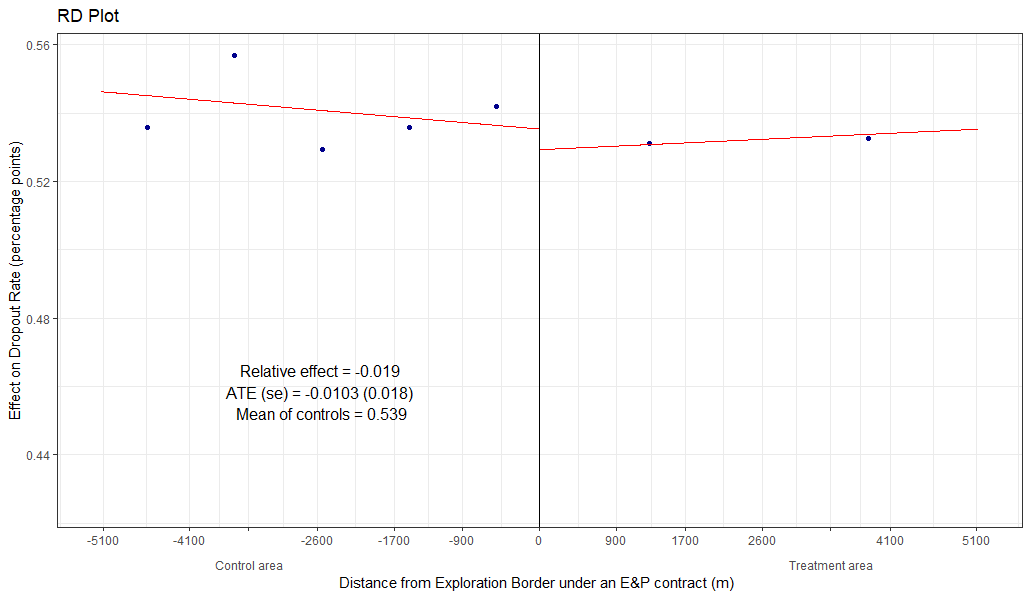 RD Plot
Effect on Dropout Rate (percentage points)
0.56
0.52
0.48
0.44
Relative effect = -0.019
ATE (se) = -0.0103 (0.018)
Mean of controls = 0.539
-5100 -4100 -2600 -1700 -900 0 900 1700 2600 4100 5100
Control area Treatment area
Distance from Exploration Border under an E&P contract (m)